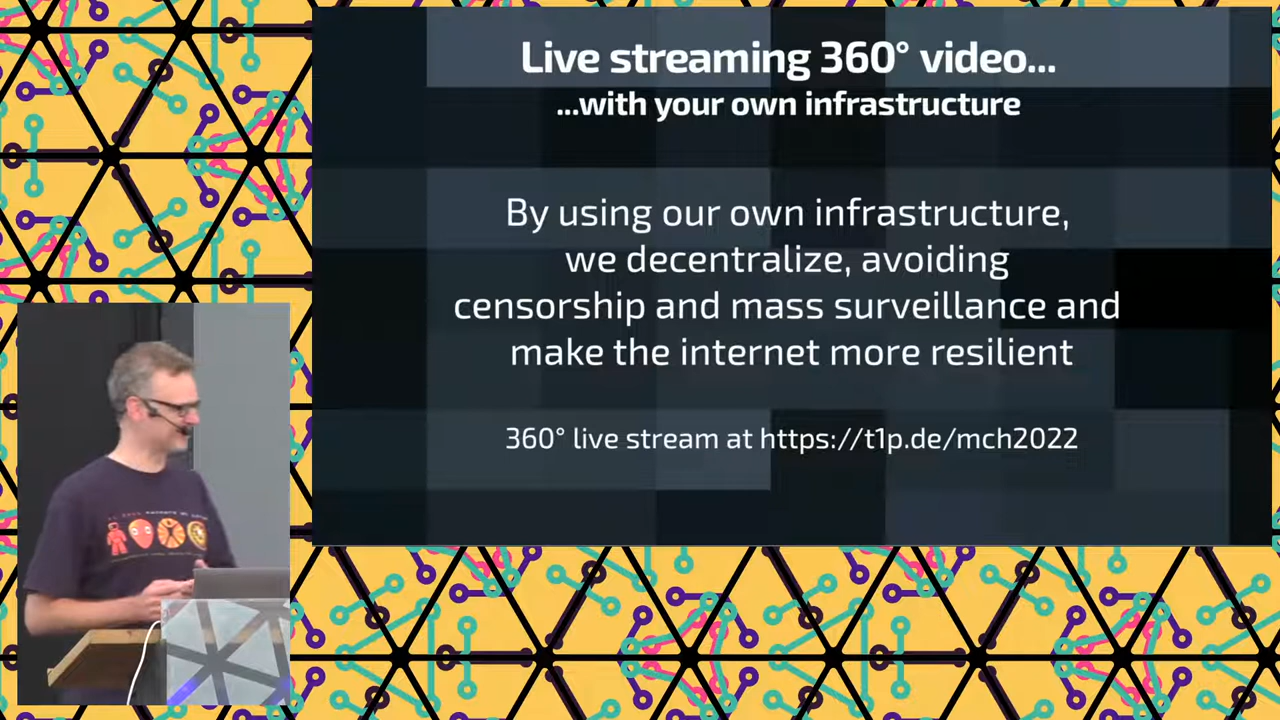 Live streaming 360° video...
...with your own infrastructure
By using our own infrastructure,
we decentralize, avoiding
censorship and mass surveillance and
make the internet more resilient
360° live stream at https://t1p.de/mch2022